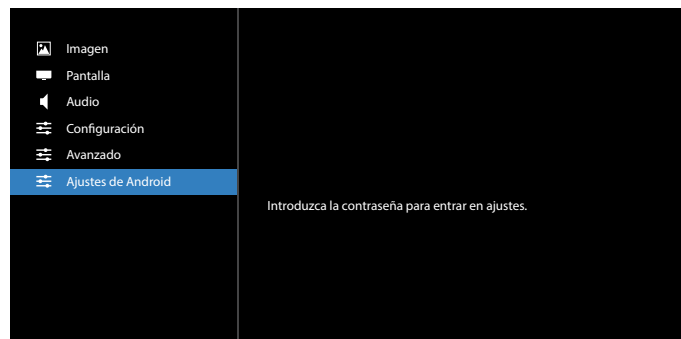 Imagen
Pantalla
Audio
Configuración
Avanzado
Ajustes de Android
Introduzca la contraseña para entrar en ajustes.